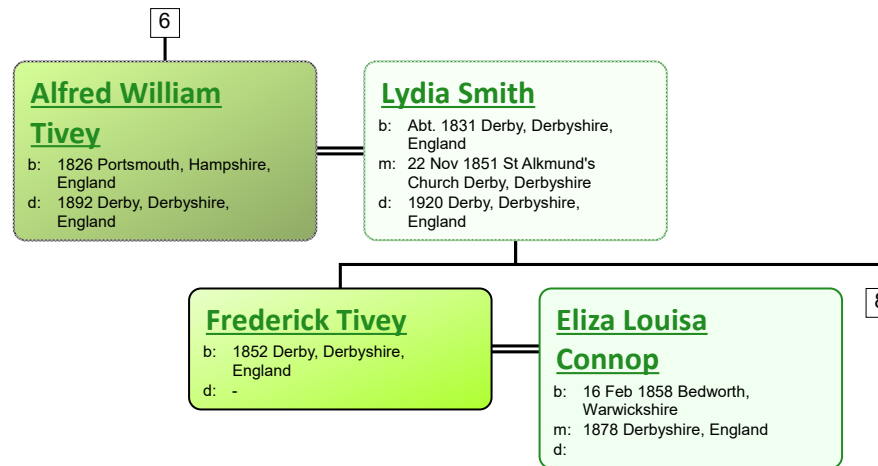 6
Alfred William
Tivey
b: 1826 Portsmouth, Hampshire,
England
d: 1892 Derby, Derbyshire,
England
Lydia Smith
b: Abt. 1831 Derby, Derbyshire,
England
m: 22 Nov 1851 St Alkmund's
Church Derby, Derbyshire
d: 1920 Derby, Derbyshire,
England
Frederick Tivey
b: 1852 Derby, Derbyshire,
England
d: -
Eliza Louisa
Connop
b: 16 Feb 1858 Bedworth,
Warwickshire
m: 1878 Derbyshire, England
d: